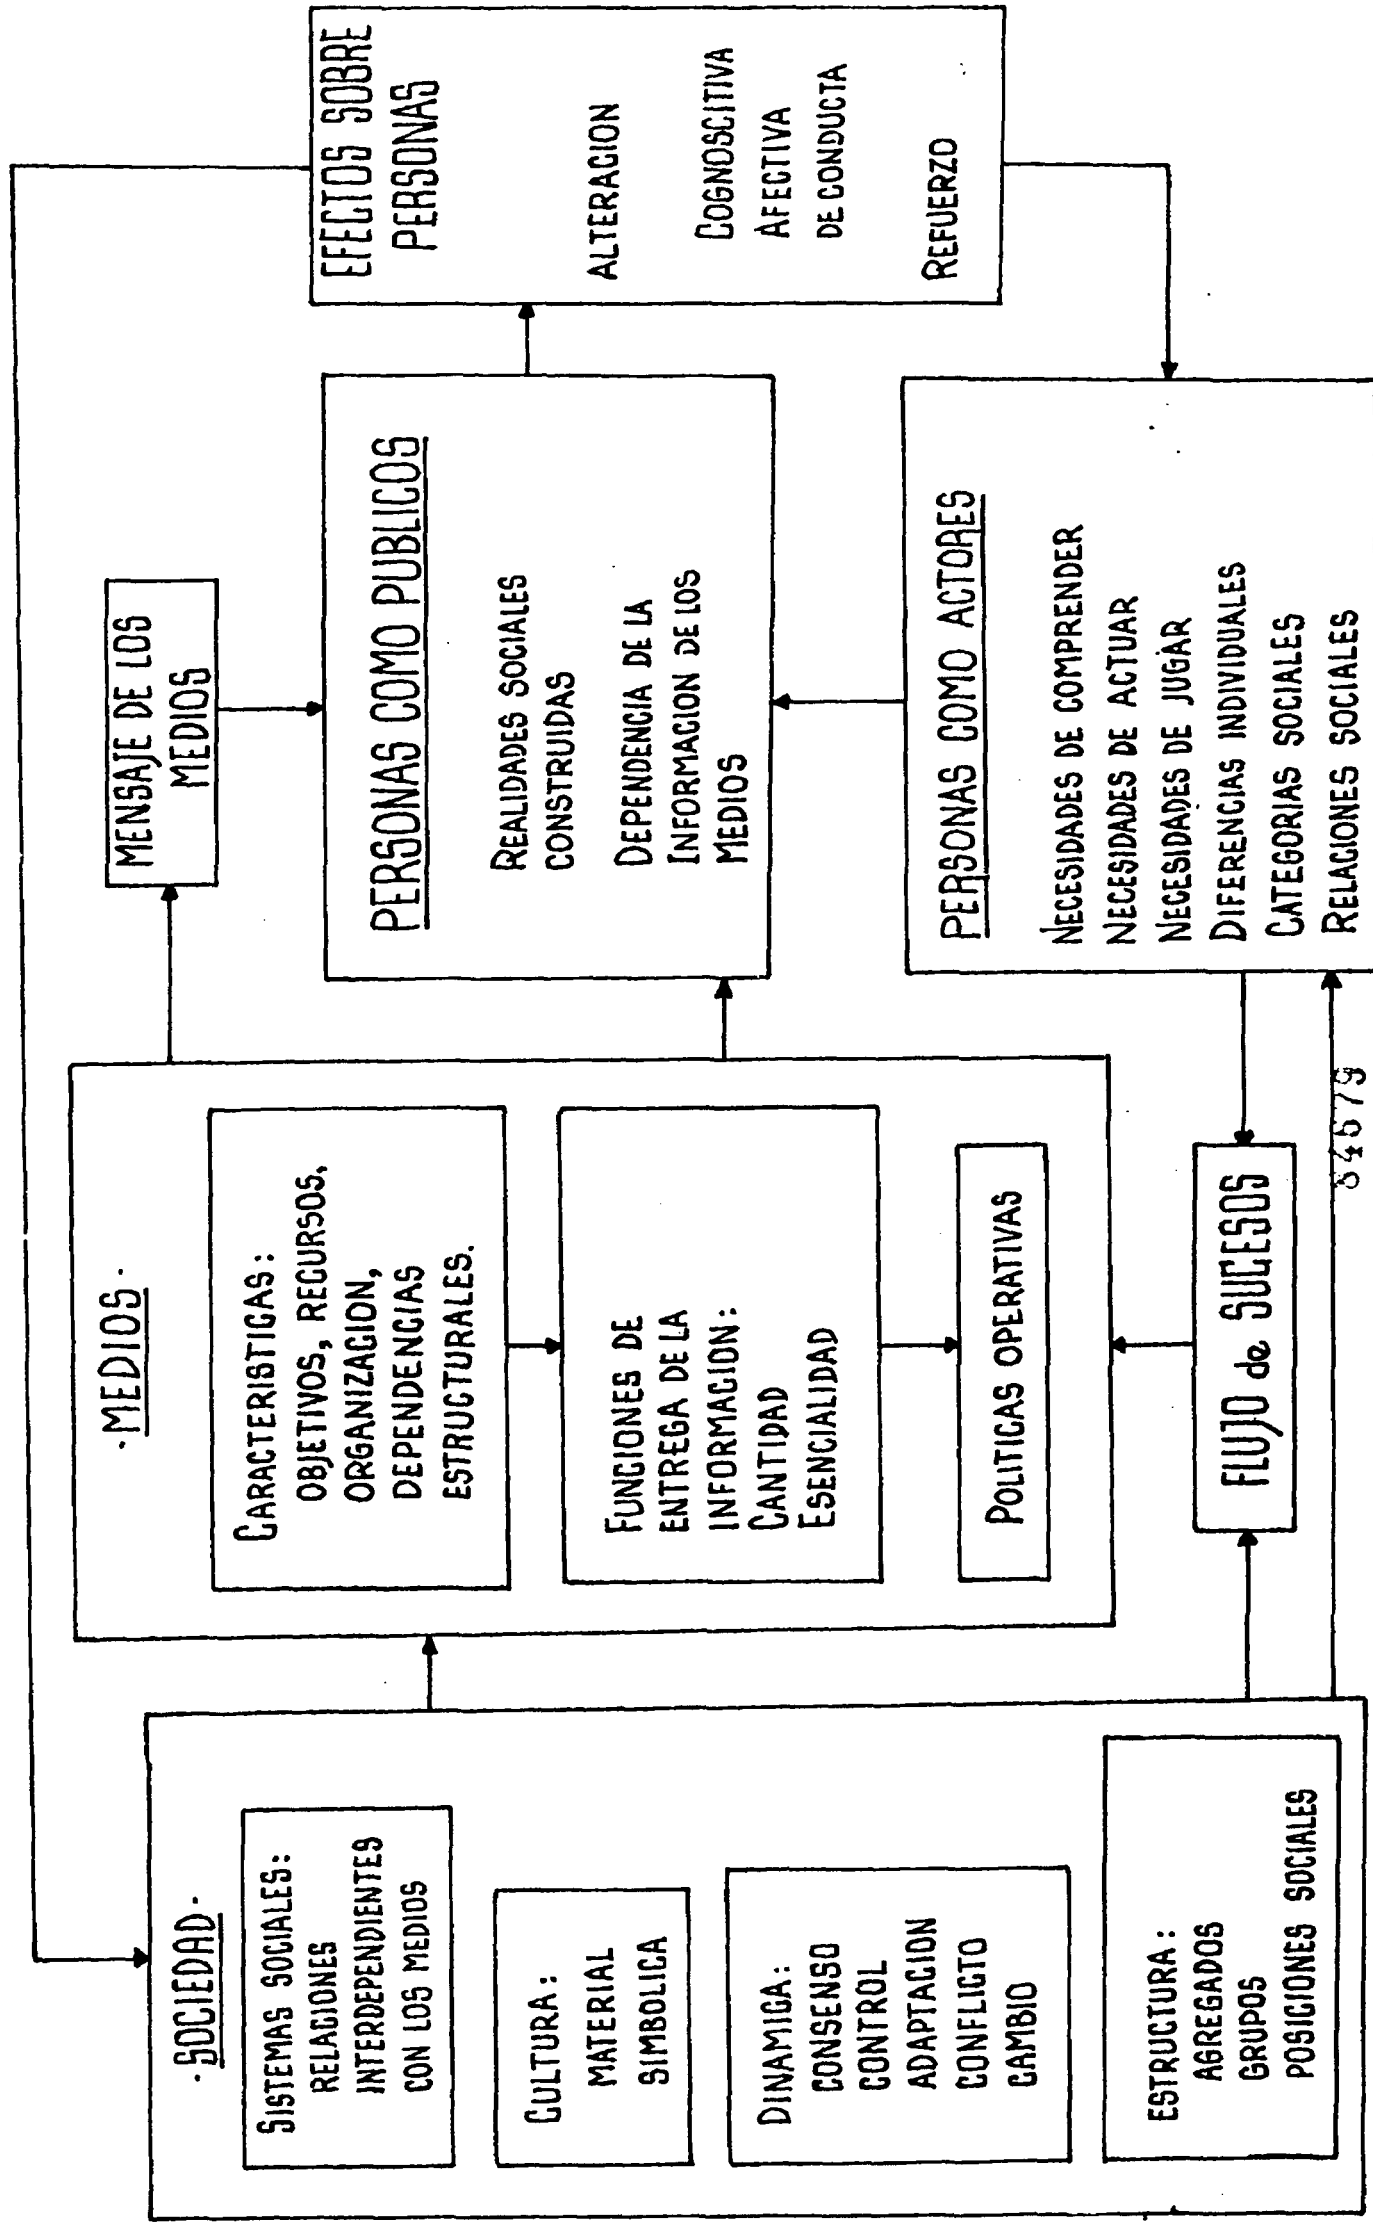 ·SOCIEDAD·
SISTEMAS SOCIALES:
RELACIONES
INTERDEPENDIENTES
CON LOS MEDIOS
CULTURA:
MATERIAL
SIMBOLICA
DINAMICA:
CONSENSO
CONTROL
ADAPTACION
CONFLICTO
CAMBIO
ESTRUCTURA:
AGREGADOS
GRUPOS
POSICIONES SOCIALES
·MEDIOS·
CARACTERISTICAS:
OBJETIVOS, RECURSOS,
ORGANIZACION,
DEPENDENCIAS
ESTRUCTURALES.
FUNCIONES DE
ENTREGA DE LA
INFORMACION:
CANTIDAD
ESENCIALIDAD
POLITICAS OPERATIVAS
FLUJO de SUCESOS
MENSAJE DE LOS
MEDIOS
PERSONAS COMO PUBLICOS
REALIDADES SOCIALES
CONSTRUIDAS
DEPENDENCIA DE LA
INFORMACION DE LOS
MEDIOS
PERSONAS COMO ACTORES
NECESIDADES DE COMPRENDER
NECESIDADES DE ACTUAR
NECESIDADES DE JUGAR
DIFERENCIAS INDIVIDUALES
CATEGORIAS SOCIALES
RELACIONES SOCIALES
EFECTOS SOBRE
PERSONAS
ALTERACION
COGNOSCITIVA
AFECTIVA
DE CONDUCTA
REFUERZO